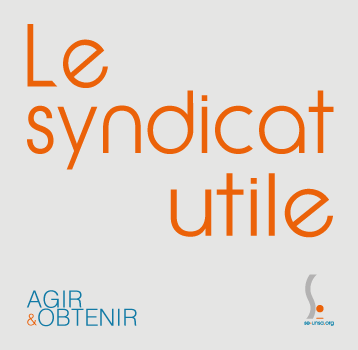 Le
syndicat
utile
AGIR
&OBTENIR
se-unsa.org